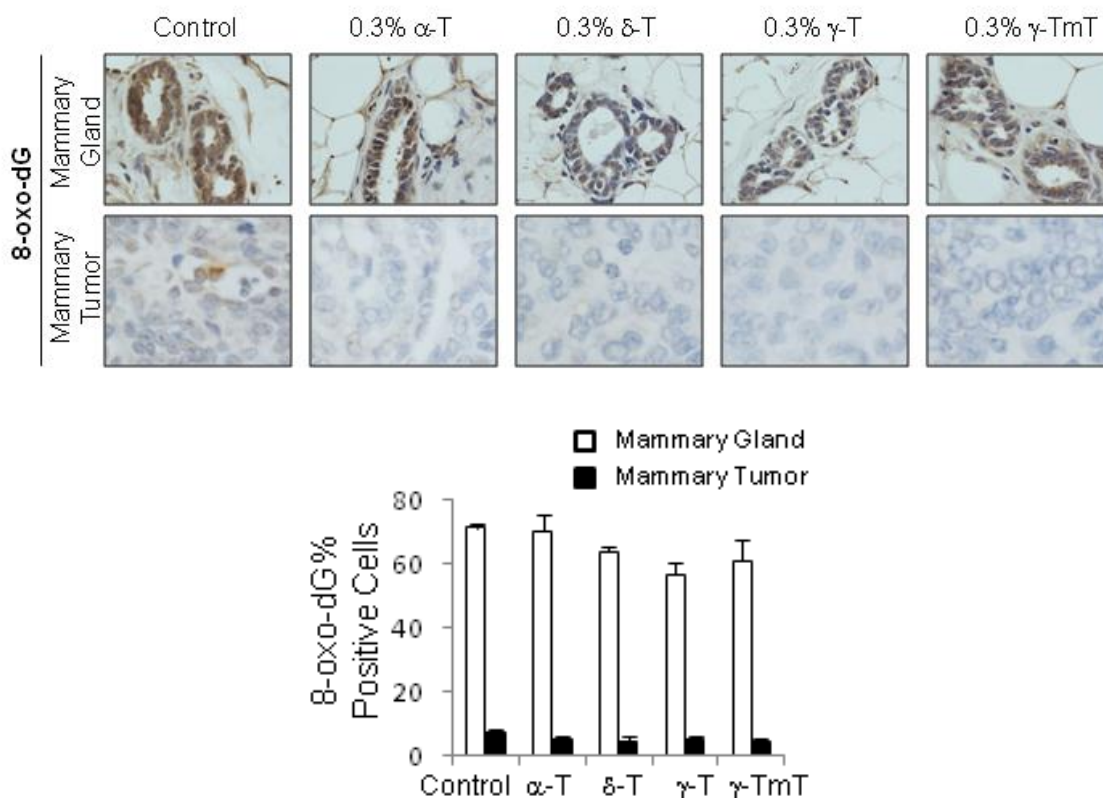 Control 0.3% α-T 0.3% δ-T 0.3% γ-T 0.3% γ-TmT
8-oxo-dG
Mammary
Gland
Mammary
Tumor
Mammary Gland
Mammary Tumor
8-oxo-dG%
Positive Cells
80
60
40
20
0
Control α-T δ-T γ-T γ-TmT